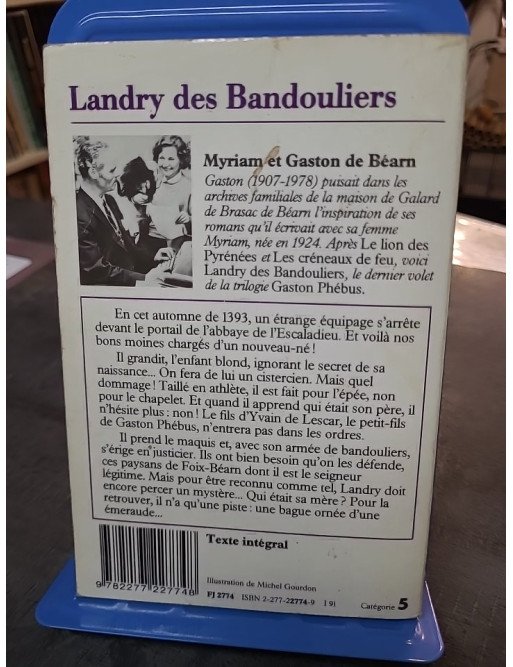 Landry des Bandouliers
Myriam et Gaston de Béarn
Gaston (1907-1978) puisait dans les
archives familiales de la maison de Galard
de Brasac de Béarn l'inspiration de ses
romans qu'il écrivait avec sa femme
Myriam, née en 1924. Après Le lion des
Pyrénées et Les créneaux de feu, voici
Landry des Bandouliers, le dernier volet
de la trilogie Gaston Phébus.
En cet automne de 1393, un étrange équipage s'arrête
devant le portail de l'abbaye de l'Escaladieu. Et voilà nos
bons moines chargés d'un nouveau-né !
Il grandit, l'enfant blond, ignorant le secret de sa
naissance... On fera de lui un cistercien. Mais quel
dommage ! Taillé en athlète, il est fait pour l'épée, non
pour le chapelet. Et quand il apprend qui était son père, il
n'hésite plus : non ! Le fils d'Yvain de Lescar, le petit-fils
de Gaston Phébus, n'entrera pas dans les ordres.
Il prend le maquis et, avec son armée de bandouliers,
s'érige en justicier. Ils ont bien besoin qu'on les défende,
ces paysans de Foix-Béarn dont il est le seigneur
légitime. Mais pour être reconnu comme tel, Landry doit
encore percer un mystère... Qui était sa mère ? Pour la
retrouver, il n'a qu'une piste : une bague ornée d'une
émeraude...
Texte intégral
9 782277 227748
Illustration de Michel Gourdon
FJ 2774 ISBN 2-277-22774-9 I 91
Catégorie 5